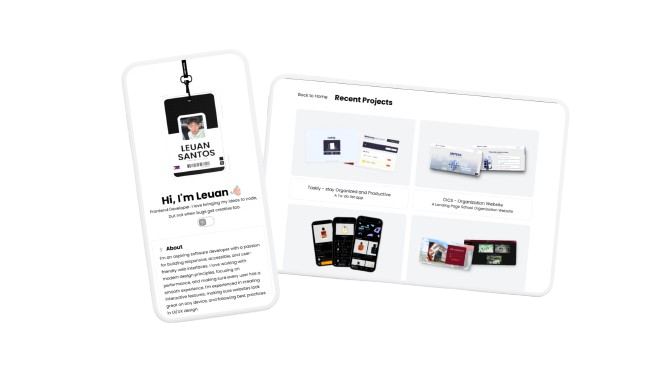 LEUAN
SANTOS
Hi, I'm Leuan
Frontend Developer. I love bringing my ideas to code,
but not when bugs get creative too.
About
I'm an aspiring software developer with a passion
for building responsive, accessible, and user-
friendly web interfaces. I love working with
modern design principles, focusing on
performance, and making sure every user has a
smooth experience. I'm experienced in creating
interactive features, making sure websites look
great on any device, and following best practices
in UI/UX design.
Back to Home
Recent Projects
Taskly - stay Organized and Productive
A To-do list app
CICS - Organization Website
A Landing Page School Organization Website